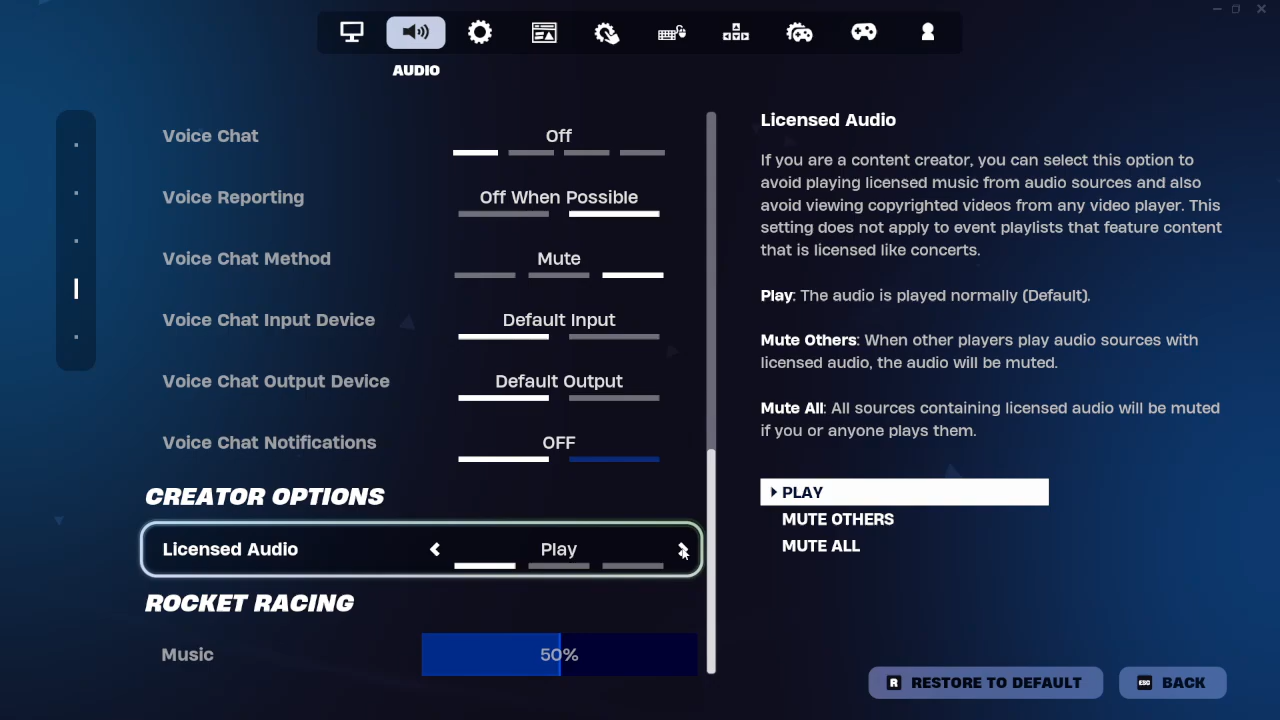 AUDIO
Voice Chat
Off
Voice Reporting
Off When Possible
Voice Chat Method
Mute
Voice Chat Input Device
Default Input
Voice Chat Output Device
Default Output
Voice Chat Notifications
OFF
CREATOR OPTIONS
Licensed Audio
Play
ROCKET RACING
Music
50%
Licensed Audio
If you are a content creator, you can select this option to
avoid playing licensed music from audio sources and also
avoid viewing copyrighted videos from any video player. This
setting does not apply to event playlists that feature content
that is licensed like concerts.
Play: The audio is played normally (Default).
Mute Others: When other players play audio sources with
licensed audio, the audio will be muted.
Mute All: All sources containing licensed audio will be muted
if you or anyone plays them.
PLAY
MUTE OTHERS
MUTE ALL
R RESTORE TO DEFAULT
ESC BACK